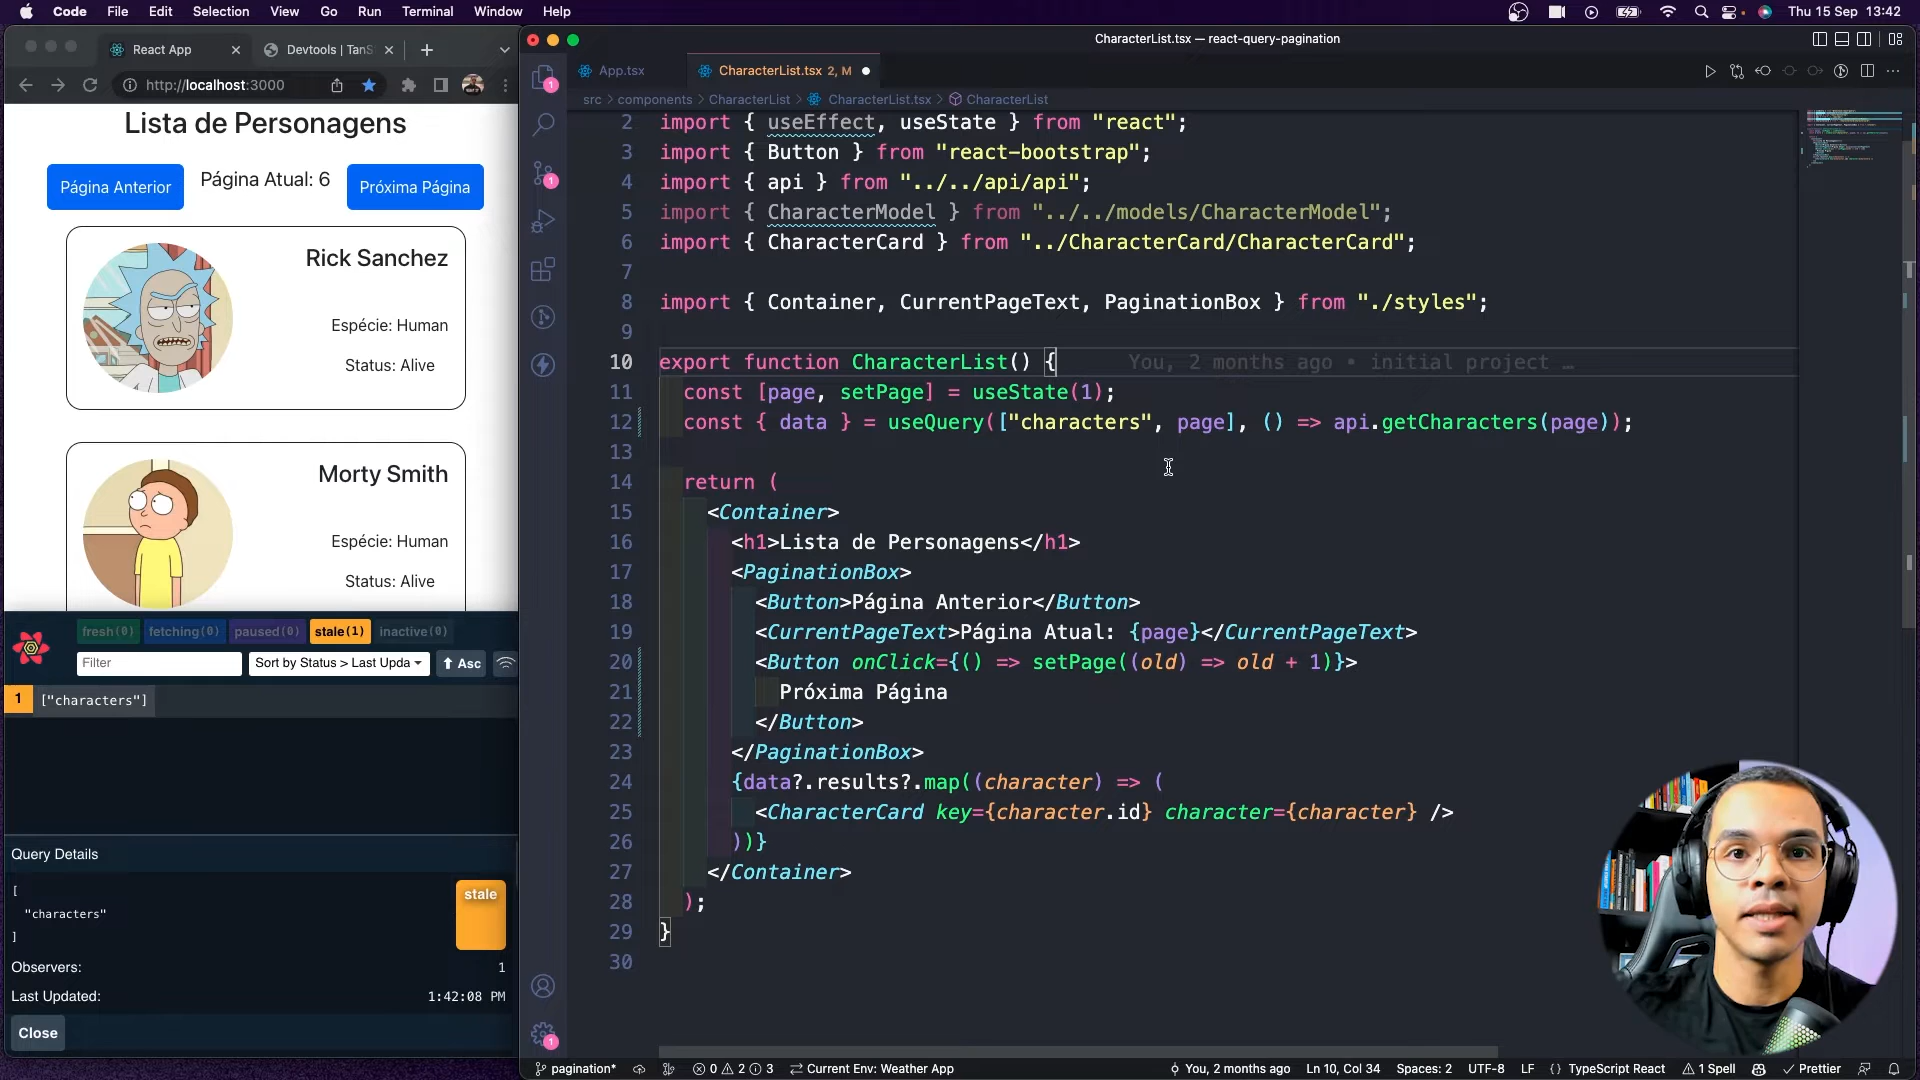 Code File Edit Selection View Go Run Terminal Window Help
Thu 15 Sep 13:42
React App
Devtools | TanS
http://localhost:3000
Lista de Personagens
Página Anterior
Página Atual: 6
Próxima Página
Rick Sanchez
Espécie: Human
Status: Alive
Morty Smith
Espécie: Human
Status: Alive
fresh(0) fetching(0) paused(0) stale(1) inactive(0)
Filter
Sort by Status > Last Upda
Asc
1 ["characters"]
Query Details
[
"characters"
]
stale
Observers: 1
Last Updated: 1:42:08 PM
Close
CharacterList.tsx — react-query-pagination
App.tsx
CharacterList.tsx 2, M
src > components > CharacterList > CharacterList.tsx > CharacterList
1
1
1
2 import { useEffect, useState } from "react";
3 import { Button } from "react-bootstrap";
4 import { api } from "../../api/api";
5 import { CharacterModel } from "../../models/CharacterModel";
6 import { CharacterCard } from "../CharacterCard/CharacterCard";
7
8 import { Container, CurrentPageText, PaginationBox } from "./styles";
9
10 export function CharacterList() { You, 2 months ago • initial project …
11 const [page, setPage] = useState(1);
12 const { data } = useQuery(["characters", page], () => api.getCharacters(page));
13
14 return (
15 <Container>
16 <h1>Lista de Personagens</h1>
17 <PaginationBox>
18 <Button>Página Anterior</Button>
19 <CurrentPageText>Página Atual: {page}</CurrentPageText>
20 <Button onClick={() => setPage((old) => old + 1)}>
21 Próxima Página
22 </Button>
23 </PaginationBox>
24 {data?.results?.map((character) => (
25 <CharacterCard key={character.id} character={character} />
26 ))}
27 </Container>
28 );
29 }
30
pagination* 0 2 3 Current Env: Weather App You, 2 months ago Ln 10, Col 34 Spaces: 2 UTF-8 LF {} TypeScript React 1 Spell Prettier